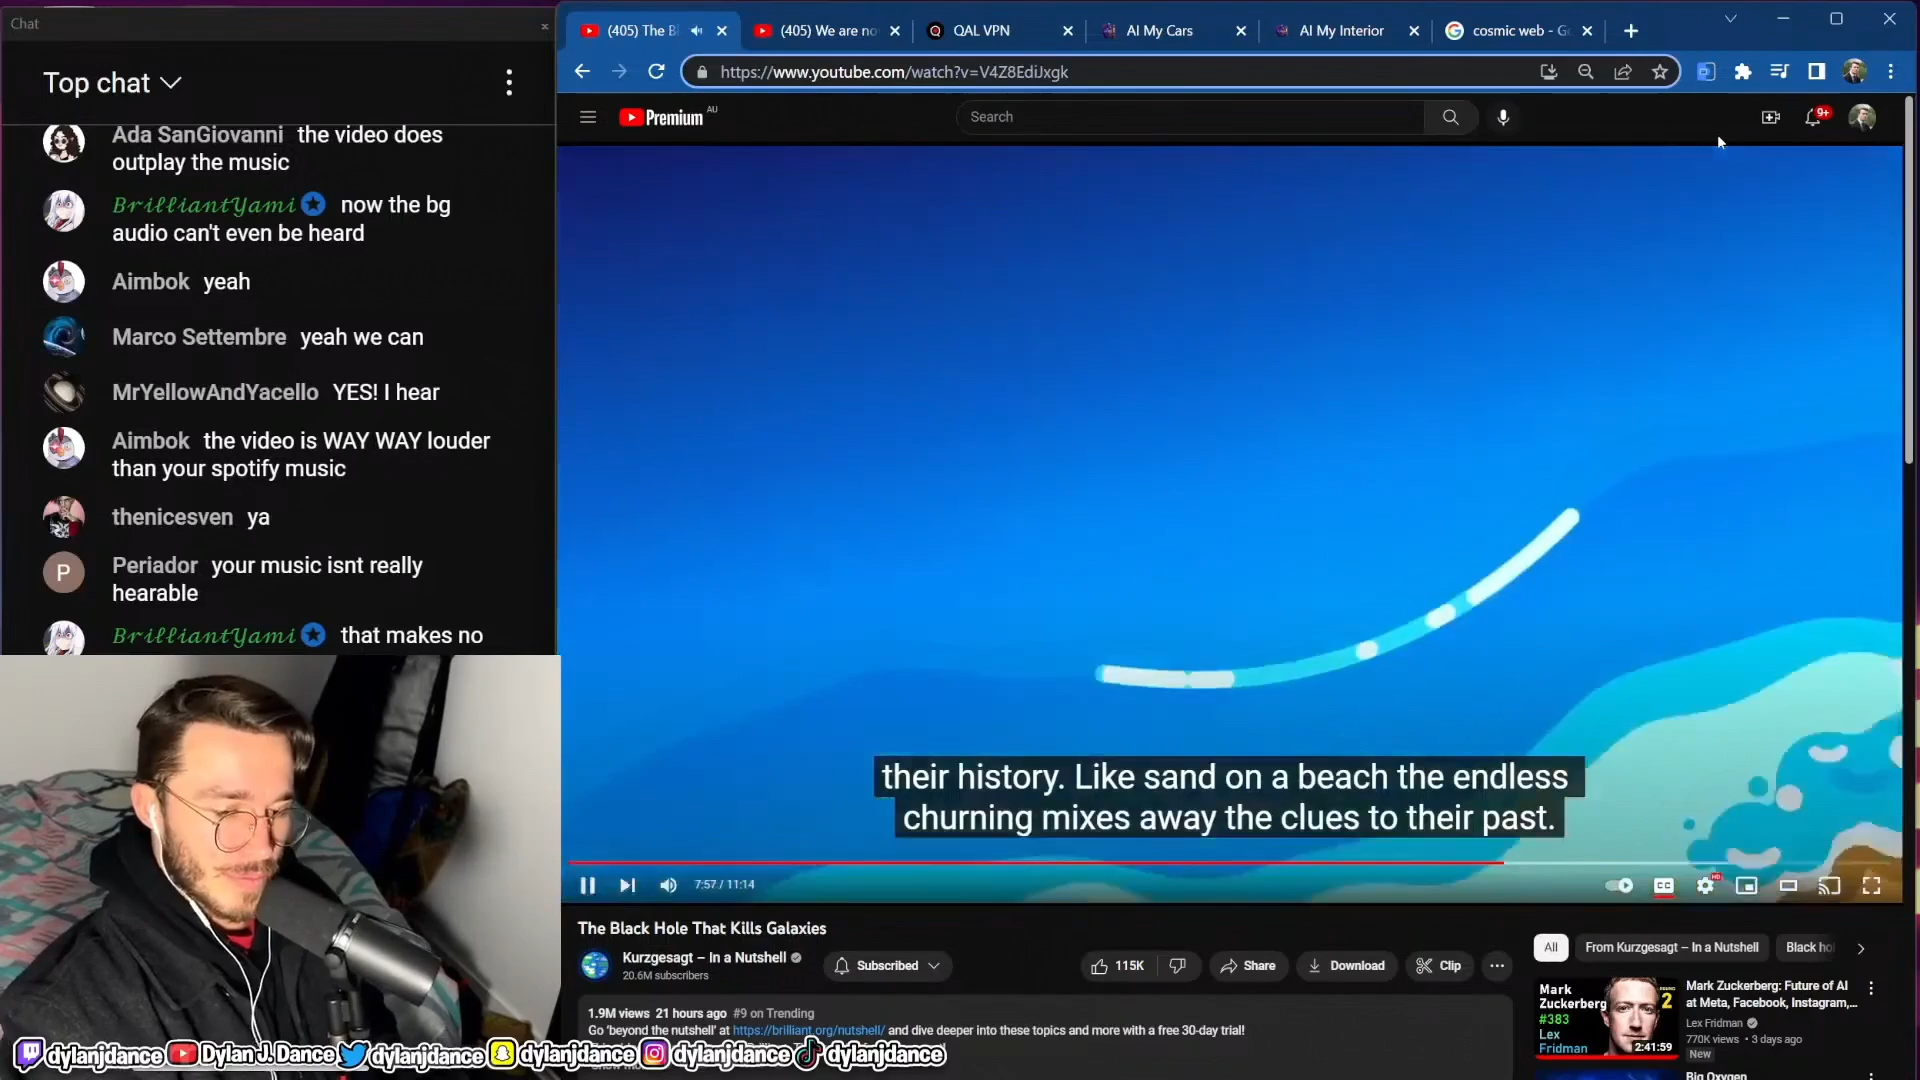 Chat
Top chat
Ada SanGiovanni the video does
outplay the music
BrilliantYami now the bg
audio can't even be heard
Aimbok yeah
Marco Settembre yeah we can
MrYellowAndYacello YES! I hear
Aimbok the video is WAY WAY louder
than your spotify music
thenicesven ya
P
Periador your music isnt really
hearable
BrilliantYami that makes no
(405) The B
(405) We are no
QAL VPN
AI My Cars
AI My Interior
cosmic web - G
https://www.youtube.com/watch?v=V4Z8EdiJxgk
Premium AU
Search
9+
their history. Like sand on a beach the endless
churning mixes away the clues to their past.
7:57 / 11:14
CC
HD
The Black Hole That Kills Galaxies
Kurzgesagt – In a Nutshell
20.6M subscribers
Subscribed
115K
Share
Download
Clip
1.9M views 21 hours ago #9 on Trending
Go 'beyond the nutshell' at https://brilliant.org/nutshell/ and dive deeper into these topics and more with a free 30-day trial!
All
From Kurzgesagt – In a Nutshell
Black ho
Mark
Zuckerberg
#383
Lex
Fridman
2
2:41:59
Mark Zuckerberg: Future of AI
at Meta, Facebook, Instagram,...
Lex Fridman
770K views • 3 days ago
New
Big Oxygen
dylanjdance
Dylan J. Dance
dylanjdance
dylanjdance
dylanjdance
dylanjdance